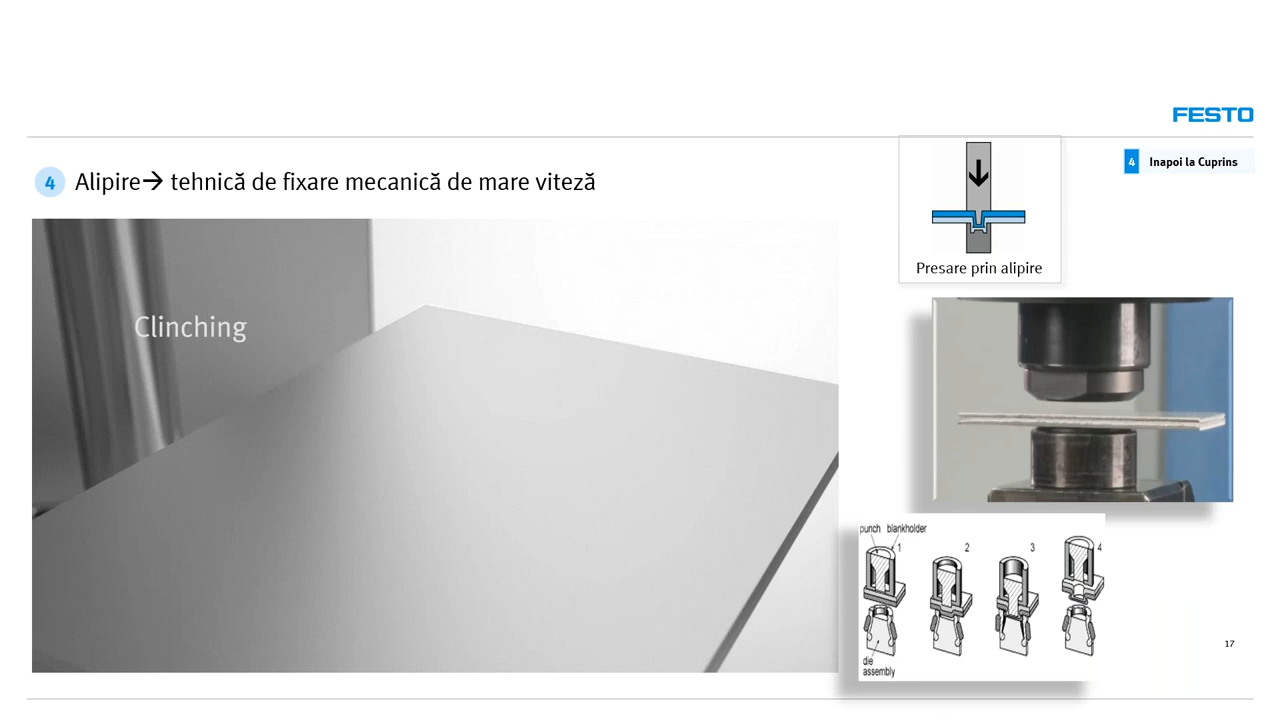 FESTO
4 Inapoi la Cuprins
4 Alipire→ tehnică de fixare mecanică de mare viteză
Presare prin alipire
Clinching
punch blankholder
1 2 3 4
die
assembly
17